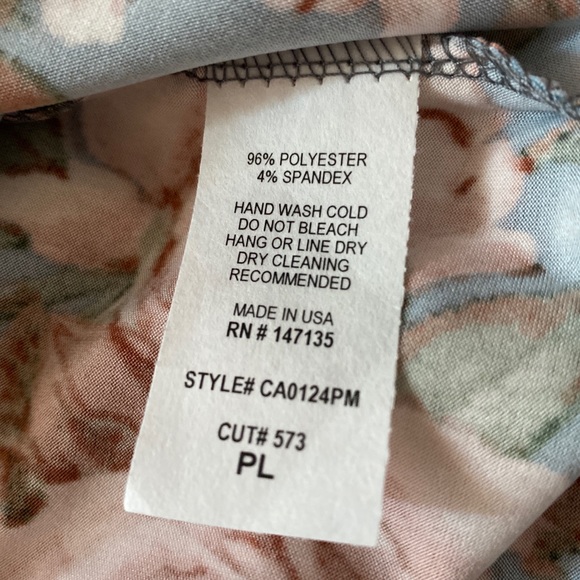 96% POLYESTER
4% SPANDEX
HAND WASH COLD
DO NOT BLEACH
HANG OR LINE DRY
DRY CLEANING
RECOMMENDED
MADE IN USA
RN # 147135
STYLE# CA0124PM
CUT# 573
PL